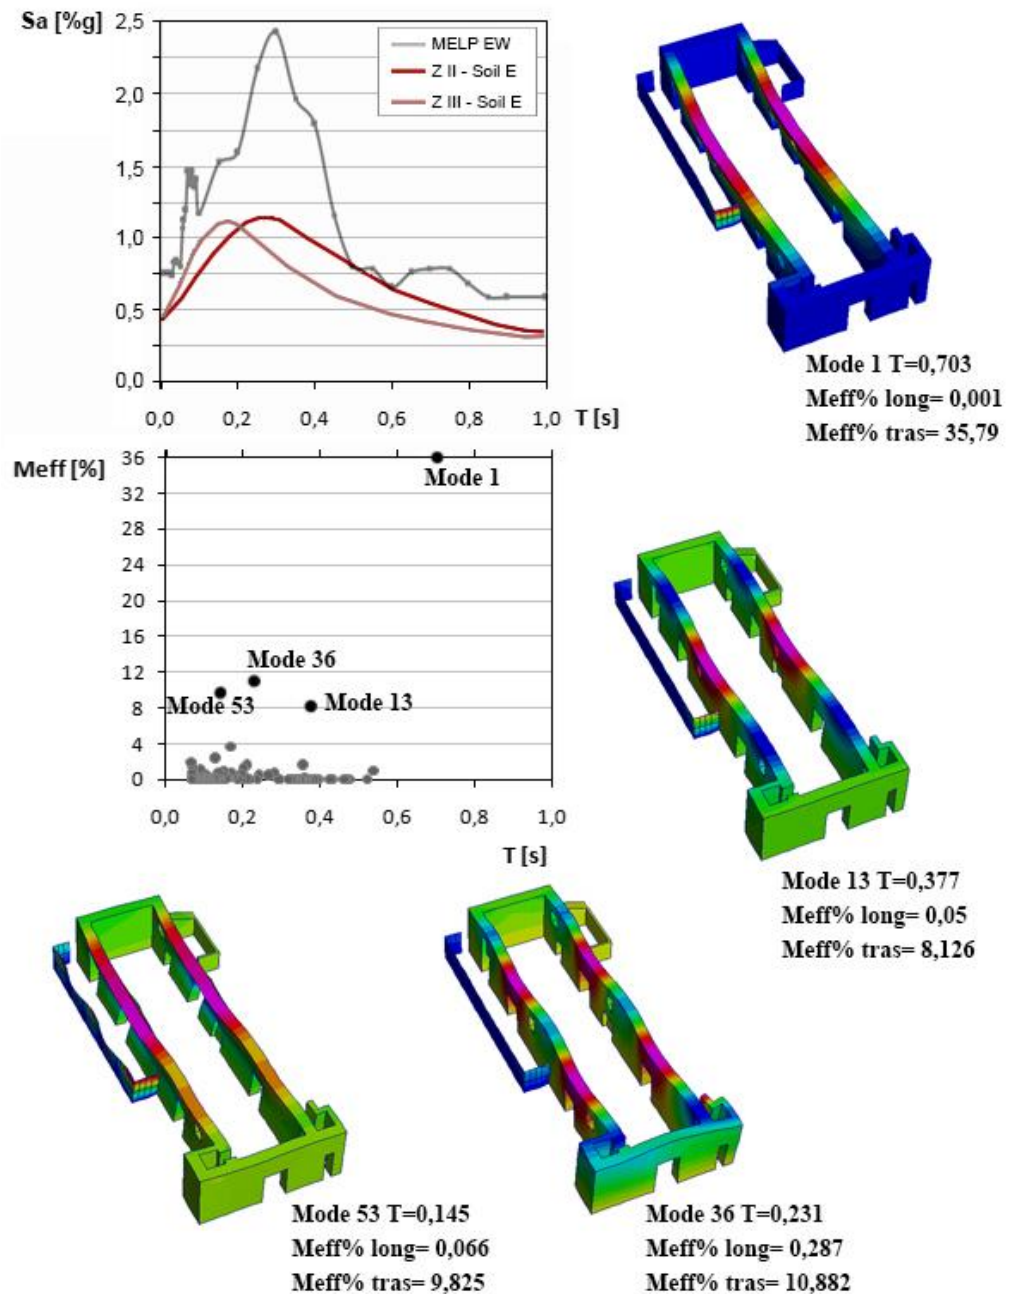 Sa [%g]
2,5
2,0
1,5
1,0
0,5
0,0
MELP EW
Z II - Soil E
Z III - Soil E
0,0 0,2 0,4 0,6 0,8 1,0 T [s]
Mode 1 T=0,703
Meff% long= 0,001
Meff% tras= 35,79
Meff [%]
36
32
28
24
20
16
12
8
4
0
Mode 1
Mode 36
Mode 53
Mode 13
0,0 0,2 0,4 0,6 0,8 1,0
T [s]
Mode 13 T=0,377
Meff% long= 0,05
Meff% tras= 8,126
Mode 53 T=0,145
Meff% long= 0,066
Meff% tras= 9,825
Mode 36 T=0,231
Meff% long= 0,287
Meff% tras= 10,882